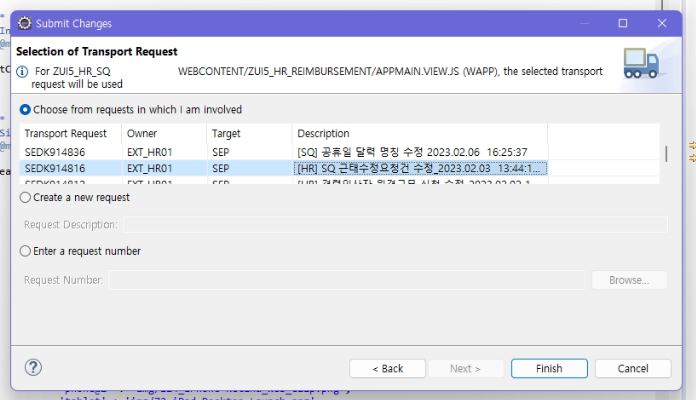 Submit Changes
Selection of Transport Request
For ZUI5_HR_SQ WEBCONTENT/ZUI5_HR_REIMBURSEMENT/APPMAIN.VIEW.JS (WAPP), the selected transport
request will be used
Choose from requests in which I am involved
Transport Request Owner Target Description
SEDK914836 EXT_HR01 SEP [SQ] 공휴일 달력 명칭 수정 2023.02.06 16:25:37
SEDK914816 EXT_HR01 SEP [HR] SQ 근태수정요청건 수정_2023.02.03 13:44:1...
EXT_HR01 SEP
Create a new request
Request Description:
Enter a request number
Request Number: Browse...
? < Back Next > Finish Cancel